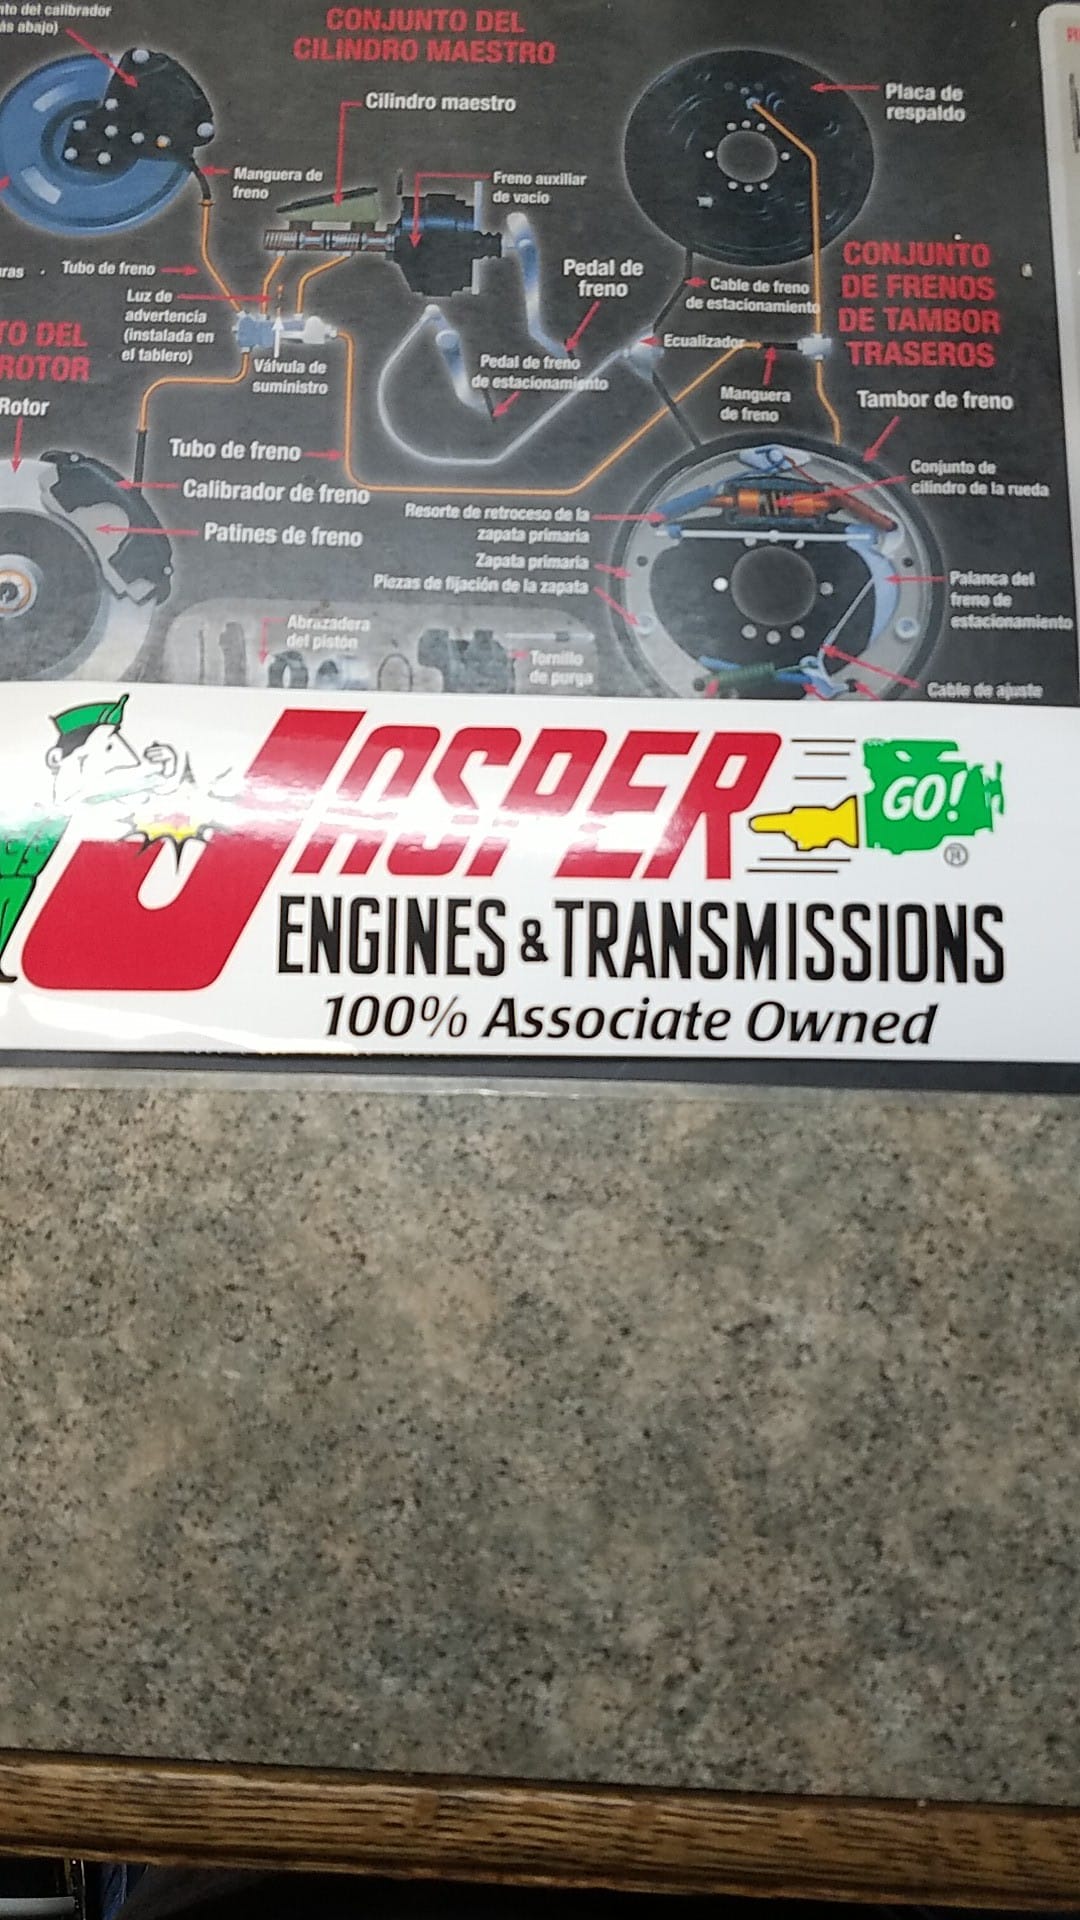 nto del calibrador
ás abajo)
CONJUNTO DEL
CILINDRO MAESTRO
Cilindro maestro
Placa de
respaldo
Manguera de
freno
Freno auxiliar
de vacío
CONJUNTO
DE FRENOS
DE TAMBOR
TRASEROS
Tubo de freno
Pedal de
freno
Cable de freno
de estacionamiento
Luz de
advertencia
(instalada en
el tablero)
TO DEL
ROTOR
Válvula de
suministro
Pedal de freno
de estacionamiento
Ecualizador
Manguera
de freno
Rotor
Tambor de freno
Tubo de freno
Conjunto de
cilindro de la rueda
Calibrador de freno
Resorte de retroceso de la
zapata primaria
Patines de freno
Zapata primaria
Piezas de fijación de la zapata
Palanca del
freno de
estacionamiento
Abrazadera
del pistón
Tornillo
de purga
Cable de ajuste
JASPER
GO!
®
ENGINES & TRANSMISSIONS
100% Associate Owned